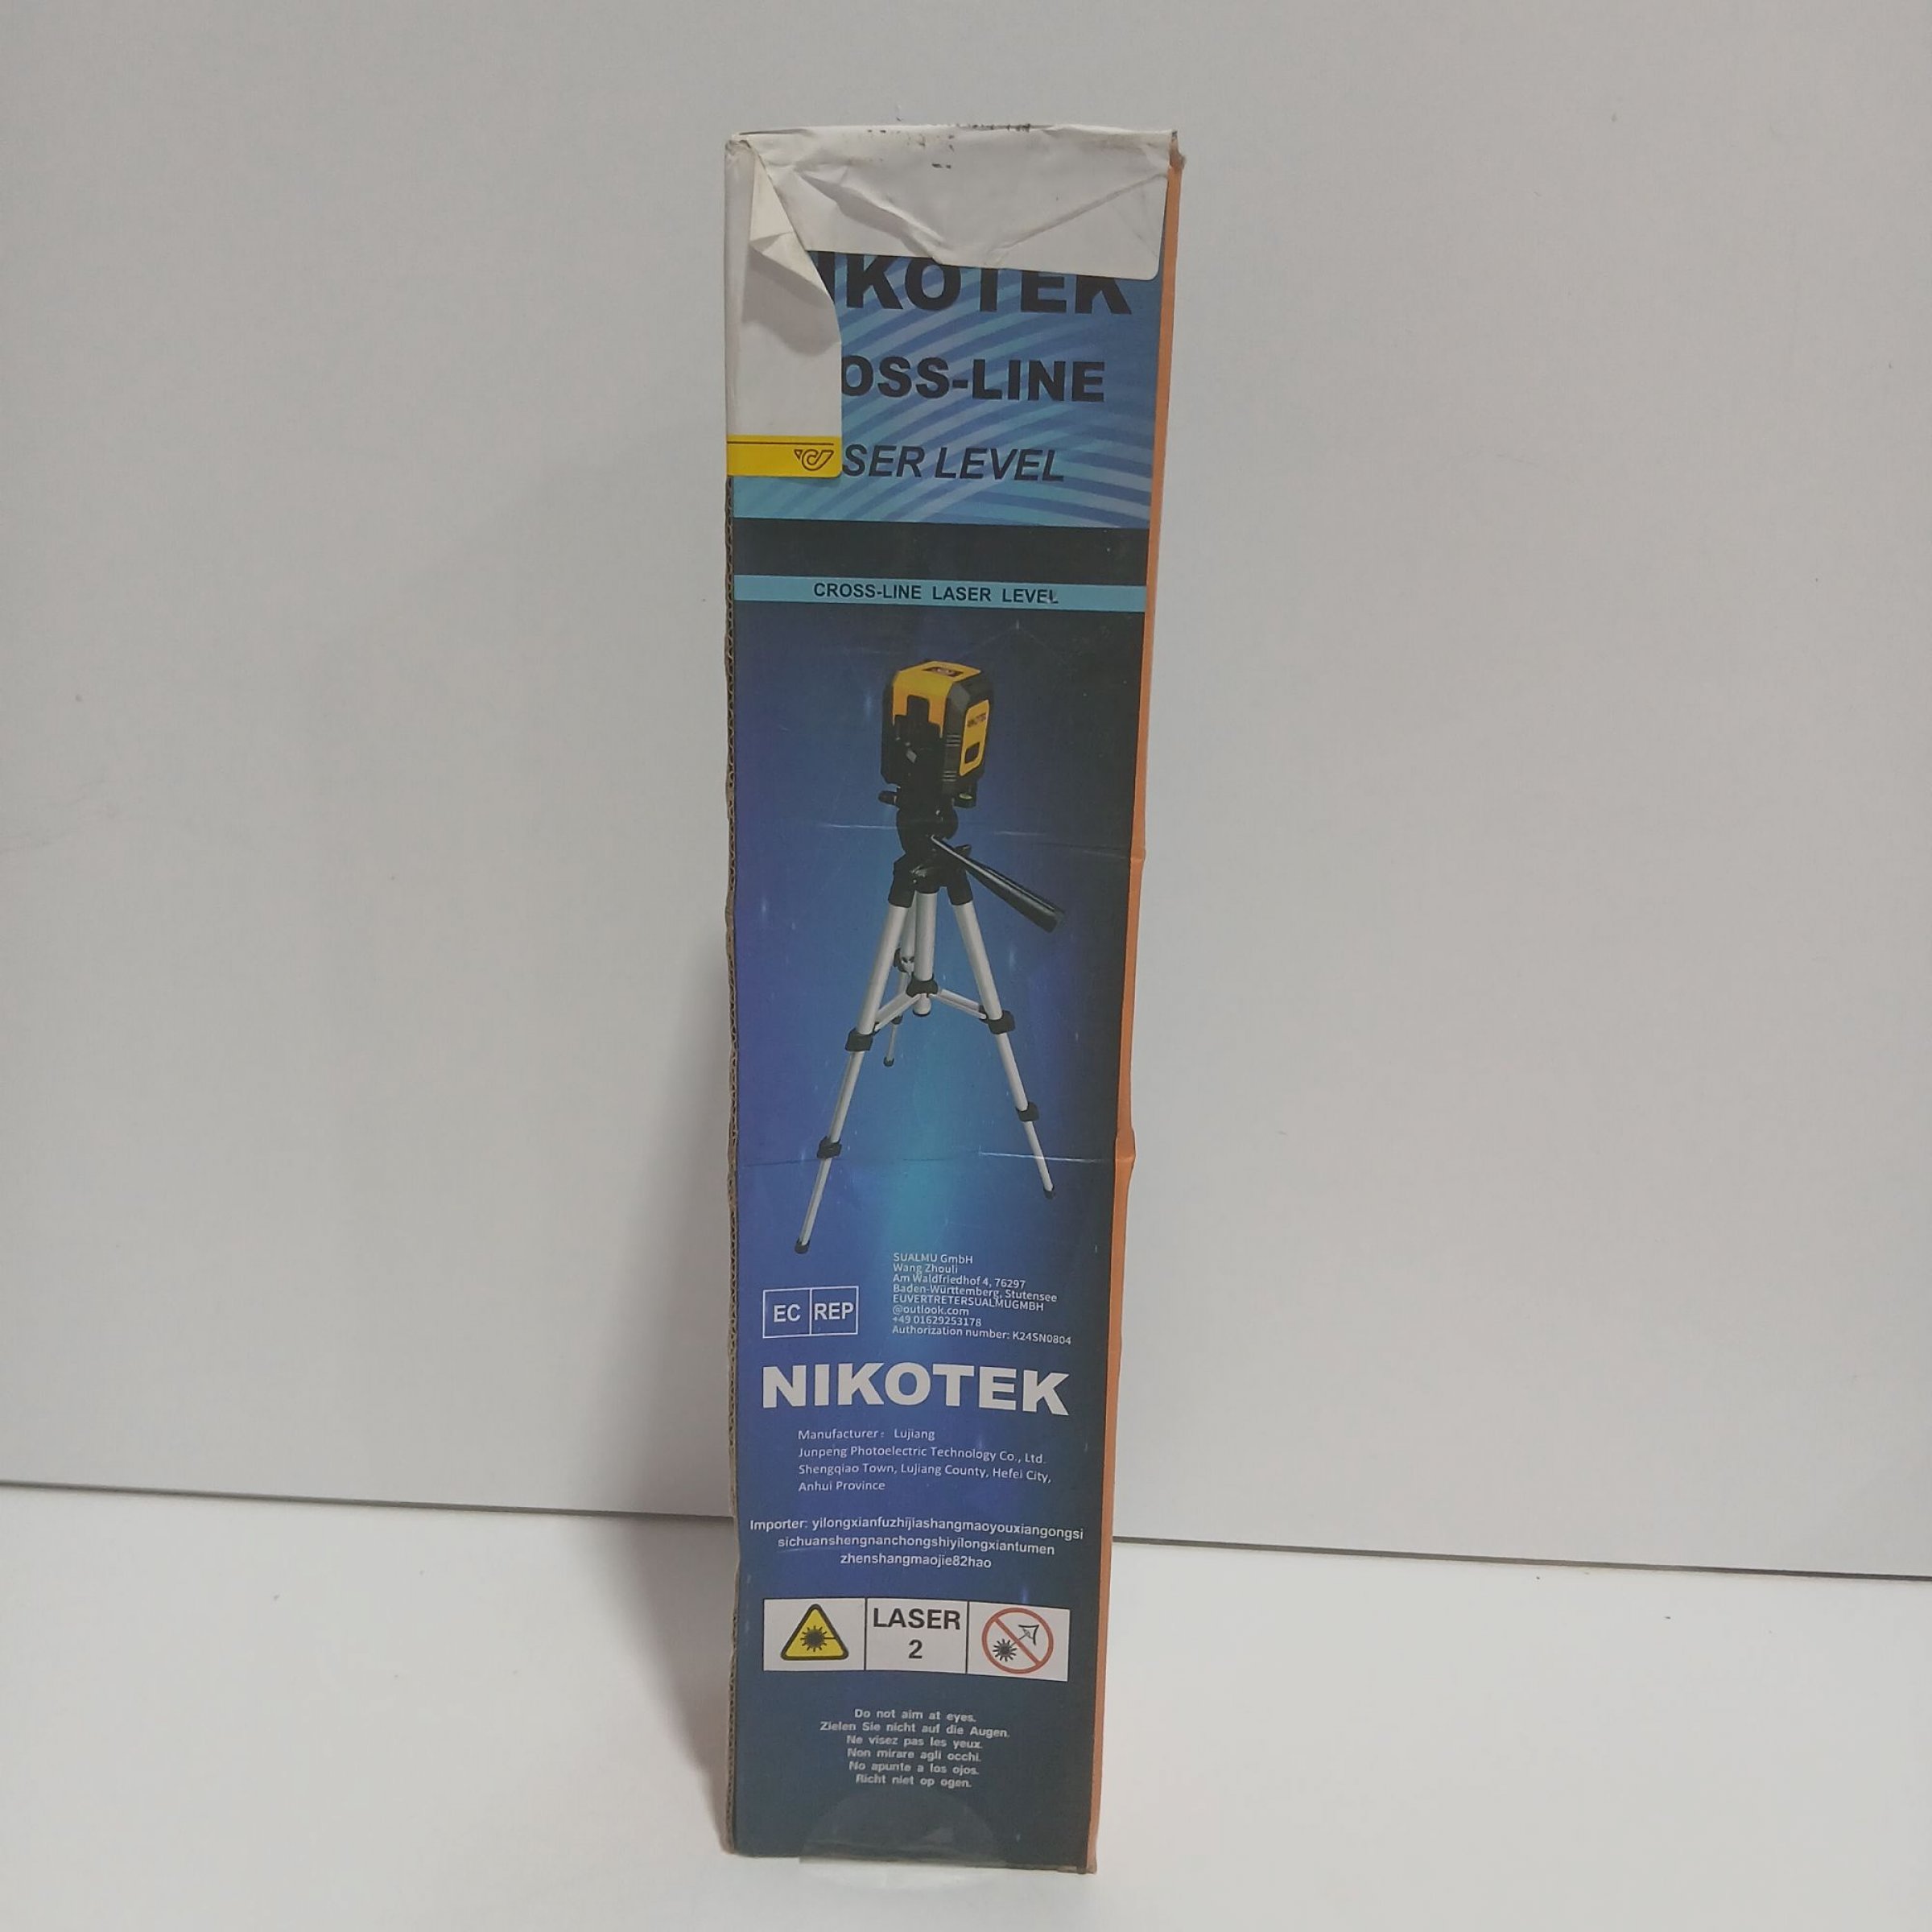 IKOTEK
OSS-LINE
SER LEVEL
CROSS-LINE LASER LEVEL
NIKOTEK
SUALMU GmbH
Wang Zhouli
Am Waldfriedhof 4, 76297
Baden-Württemberg, Stutensee
EUVERTRETERSUALMUGMBH
@outlook.com
+49 01629253178
Authorization number: K24SN0804
EC REP
NIKOTEK
Manufacturer: Lujiang
Junpeng Photoelectric Technology Co., Ltd.
Shengqiao Town, Lujiang County, Hefei City,
Anhui Province
Importer: yilongxianfuzhijiashangmaoyouxiangongsi
sichuanshengnanchongshiyilongxiantumen
zhenshangmaojie82hao
LASER
2
Do not aim at eyes.
Zielen Sie nicht auf die Augen.
Ne visez pas les yeux.
Non mirare agli occhi.
No apunte a los ojos.
Richt niet op ogen.